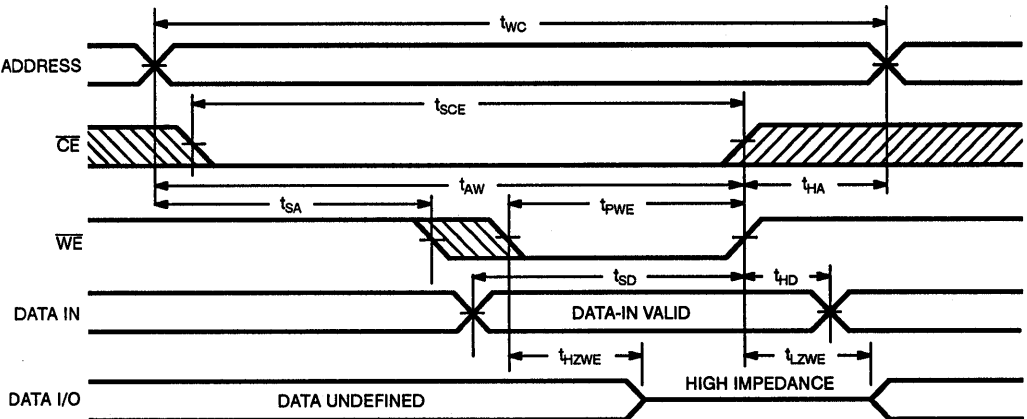 tWC
ADDRESS
tSCE
CE
tAW
tHA
tSA
tPWE
WE
tSD
tHD
DATA IN
DATA-IN VALID
tHZWE
tLZWE
HIGH IMPEDANCE
DATA I/O
DATA UNDEFINED